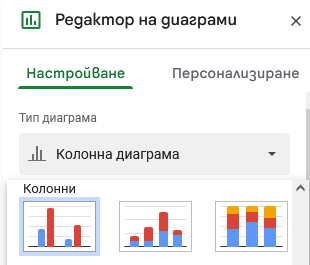 Редактор на диаграми
Настройване Персонализиране
Тип диаграма
Колонна диаграма
Колонни